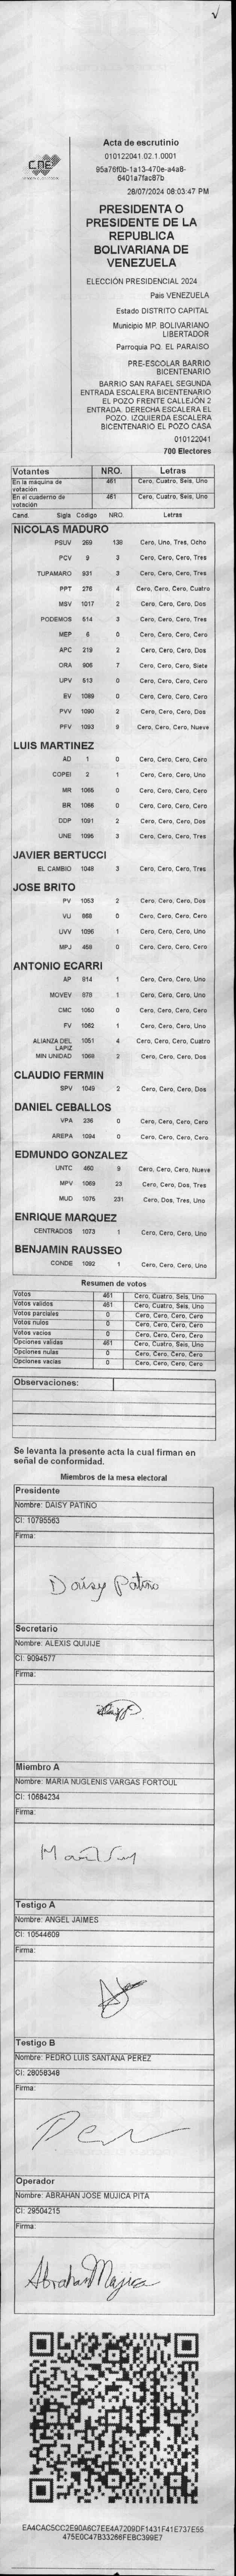 CNE
Acta de escrutinio
010122041.02.1.0001
95a76f0b-1a13-470e-a4a8-
6401a7fac87b
28/07/2024 08:03:47 PM
PRESIDENTA O
PRESIDENTE DE LA
REPUBLICA
BOLIVARIANA DE
VENEZUELA
ELECCIÓN PRESIDENCIAL 2024
Pais VENEZUELA
Estado DISTRITO CAPITAL
Municipio MP. BOLIVARIANO
LIBERTADOR
Parroquia PQ. EL PARAISO
PRE-ESCOLAR BARRIO
BICENTENARIO
BARRIO SAN RAFAEL SEGUNDA
ENTRADA ESCALERA BICENTENARIO
EL POZO FRENTE CALLEJÓN 2
ENTRADA. DERECHA ESCALERA EL
POZO. IZQUIERDA ESCALERA
BICENTENARIO EL POZO CASA
010122041
700 Electores
Votantes NRO. Letras
En la máquina de votación 461 Cero, Cuatro, Seis, Uno
En el cuaderno de votación 461 Cero, Cuatro, Seis, Uno
Cand. Sigla Código NRO. Letras
NICOLAS MADURO
PSUV 269 138 Cero, Uno, Tres, Ocho
PCV 9 3 Cero, Cero, Cero, Tres
TUPAMARO 931 3 Cero, Cero, Cero, Tres
PPT 276 4 Cero, Cero, Cero, Cuatro
MSV 1017 2 Cero, Cero, Cero, Dos
PODEMOS 514 3 Cero, Cero, Cero, Tres
MEP 6 0 Cero, Cero, Cero, Cero
APC 219 2 Cero, Cero, Cero, Dos
ORA 906 7 Cero, Cero, Cero, Siete
UPV 513 0 Cero, Cero, Cero, Cero
EV 1089 0 Cero, Cero, Cero, Cero
PVV 1090 2 Cero, Cero, Cero, Dos
PFV 1093 9 Cero, Cero, Cero, Nueve
LUIS MARTINEZ
AD 1 0 Cero, Cero, Cero, Cero
COPEI 2 1 Cero, Cero, Cero, Uno
MR 1065 0 Cero, Cero, Cero, Cero
BR 1066 0 Cero, Cero, Cero, Cero
DDP 1091 2 Cero, Cero, Cero, Dos
UNE 1096 3 Cero, Cero, Cero, Tres
JAVIER BERTUCCI
EL CAMBIO 1048 3 Cero, Cero, Cero, Tres
JOSE BRITO
PV 1053 2 Cero, Cero, Cero, Dos
VU 868 0 Cero, Cero, Cero, Cero
UVV 1098 1 Cero, Cero, Cero, Uno
MPJ 458 0 Cero, Cero, Cero, Cero
ANTONIO ECARRI
AP 814 1 Cero, Cero, Cero, Uno
MOVEV 878 1 Cero, Cero, Cero, Uno
CMC 1050 0 Cero, Cero, Cero, Cero
FV 1062 1 Cero, Cero, Cero, Uno
ALIANZA DEL LAPIZ 1051 4 Cero, Cero, Cero, Cuatro
MIN UNIDAD 1068 2 Cero, Cero, Cero, Dos
CLAUDIO FERMIN
SPV 1049 2 Cero, Cero, Cero, Dos
DANIEL CEBALLOS
VPA 236 0 Cero, Cero, Cero, Cero
AREPA 1094 0 Cero, Cero, Cero, Cero
EDMUNDO GONZALEZ
UNTC 460 9 Cero, Cero, Cero, Nueve
MPV 1069 23 Cero, Cero, Dos, Tres
MUD 1075 231 Cero, Dos, Tres, Uno
ENRIQUE MARQUEZ
CENTRADOS 1073 1 Cero, Cero, Cero, Uno
BENJAMIN RAUSSEO
CONDE 1092 1 Cero, Cero, Cero, Uno
Resumen de votos
Votos 461 Cero, Cuatro, Seis, Uno
Votos validos 461 Cero, Cuatro, Seis, Uno
Votos parciales 0 Cero, Cero, Cero, Cero
Votos nulos 0 Cero, Cero, Cero, Cero
Votos vacios 0 Cero, Cero, Cero, Cero
Opciones validas 461 Cero, Cuatro, Seis, Uno
Opciones nulas 0 Cero, Cero, Cero, Cero
Opciones vacias 0 Cero, Cero, Cero, Cero
Observaciones:
Se levanta la presente acta la cual firman en
señal de conformidad.
Miembros de la mesa electoral
Presidente
Nombre: DAISY PATIÑO
CI: 10795563
Firma:
Daisy Patiño
Secretario
Nombre: ALEXIS QUIJIJE
CI: 9094577
Firma:
Miembro A
Nombre: MARIA NUGLENIS VARGAS FORTOUL
CI: 10684234
Firma:
Testigo A
Nombre: ANGEL JAIMES
CI: 10544609
Firma:
Testigo B
Nombre: PEDRO LUIS SANTANA PEREZ
CI: 28058348
Firma:
Operador
Nombre: ABRAHAN JOSE MUJICA PITA
CI: 29504215
Firma:
Abrahan Mujica
EA4CAC5CC2E90A6C7EE4A7209DF1431F41E737E55
475E0C47B33266FEBC399E7